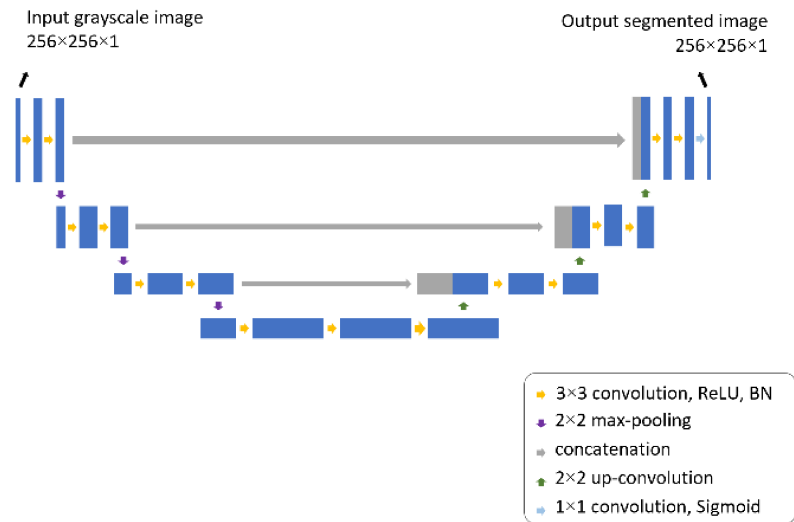 Input grayscale image
256×256×1
Output segmented image
256×256×1
3×3 convolution, ReLU, BN
2×2 max-pooling
concatenation
2×2 up-convolution
1×1 convolution, Sigmoid